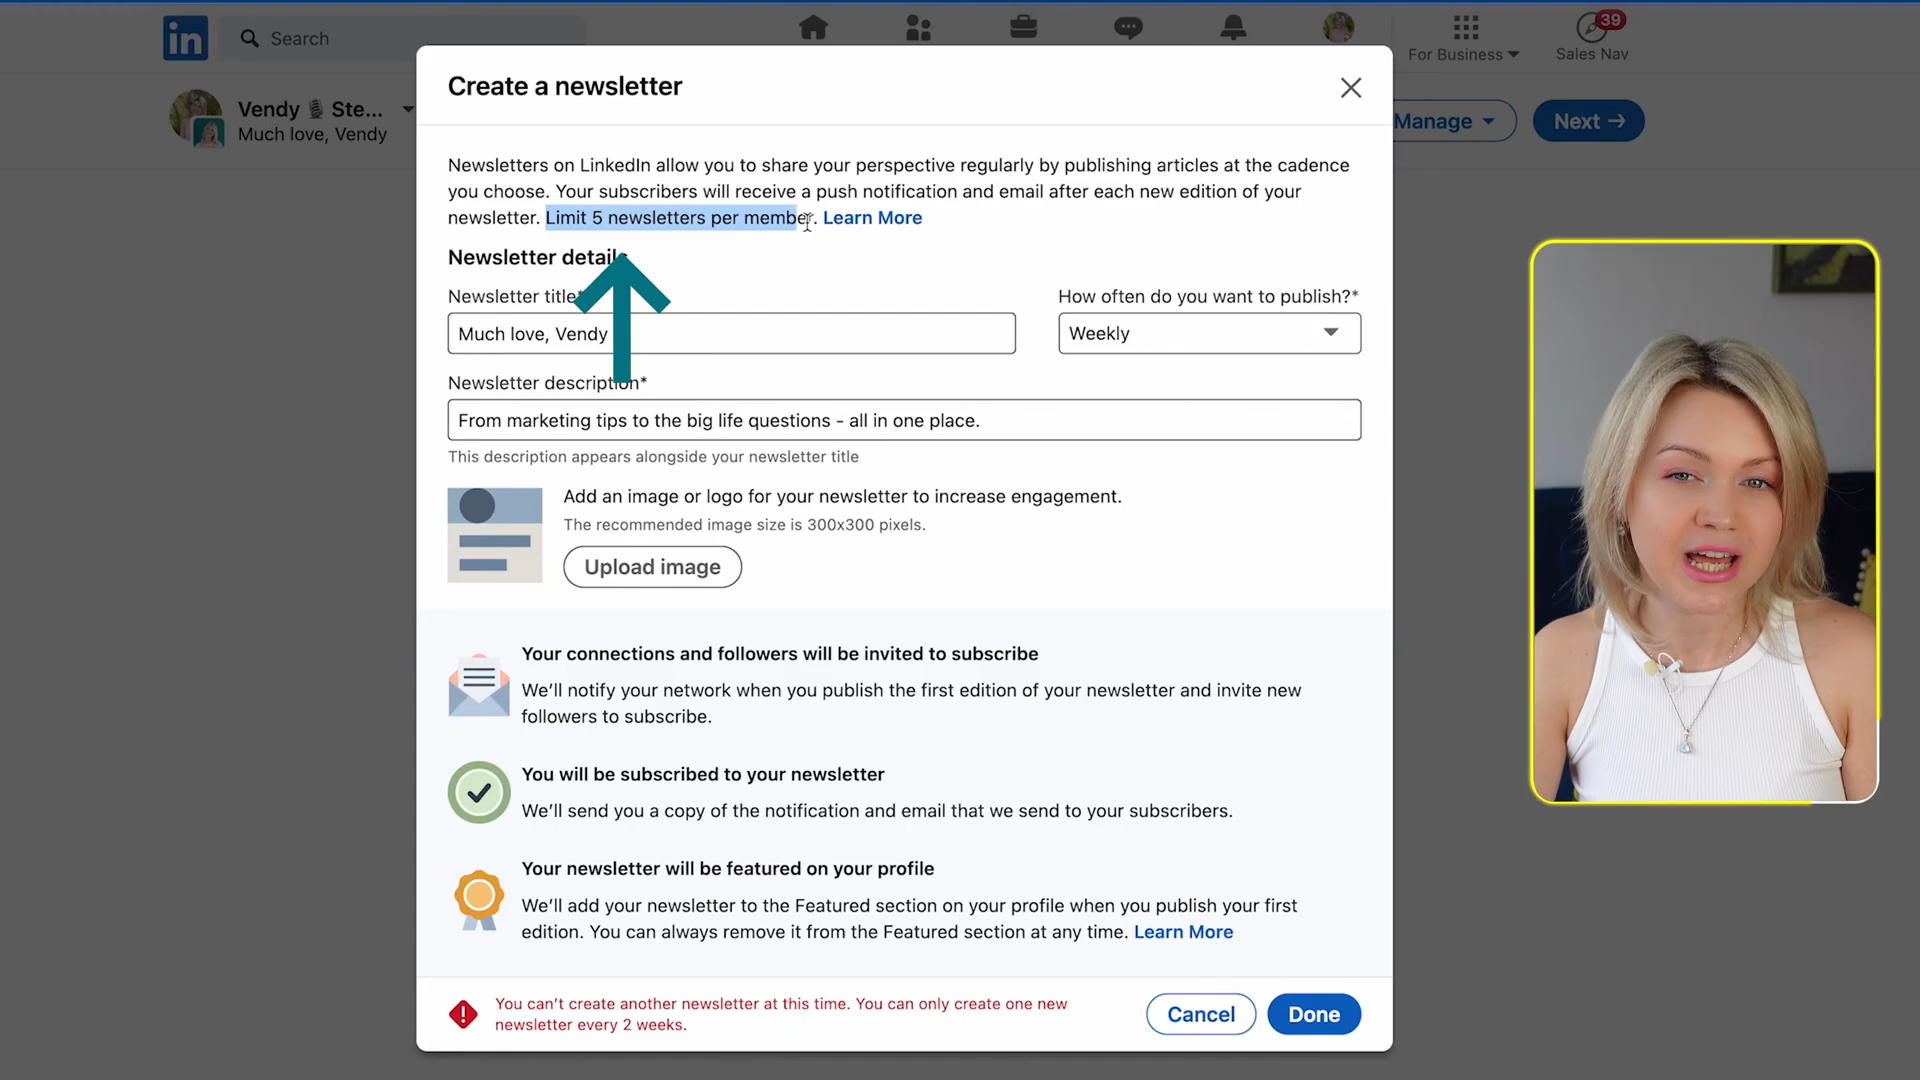 in
Search
For Business
39
Sales Nav
Vendy 🎙 Ste...
Much love, Vendy
Manage
Next →
Create a newsletter
Newsletters on LinkedIn allow you to share your perspective regularly by publishing articles at the cadence
you choose. Your subscribers will receive a push notification and email after each new edition of your
newsletter. Limit 5 newsletters per member. Learn More
Newsletter details
Newsletter title*
How often do you want to publish?*
Much love, Vendy
Weekly
Newsletter description*
From marketing tips to the big life questions - all in one place.
This description appears alongside your newsletter title
Add an image or logo for your newsletter to increase engagement.
The recommended image size is 300x300 pixels.
Upload image
Your connections and followers will be invited to subscribe
We'll notify your network when you publish the first edition of your newsletter and invite new
followers to subscribe.
You will be subscribed to your newsletter
We'll send you a copy of the notification and email that we send to your subscribers.
Your newsletter will be featured on your profile
We'll add your newsletter to the Featured section on your profile when you publish your first
edition. You can always remove it from the Featured section at any time. Learn More
You can't create another newsletter at this time. You can only create one new
newsletter every 2 weeks.
Cancel
Done